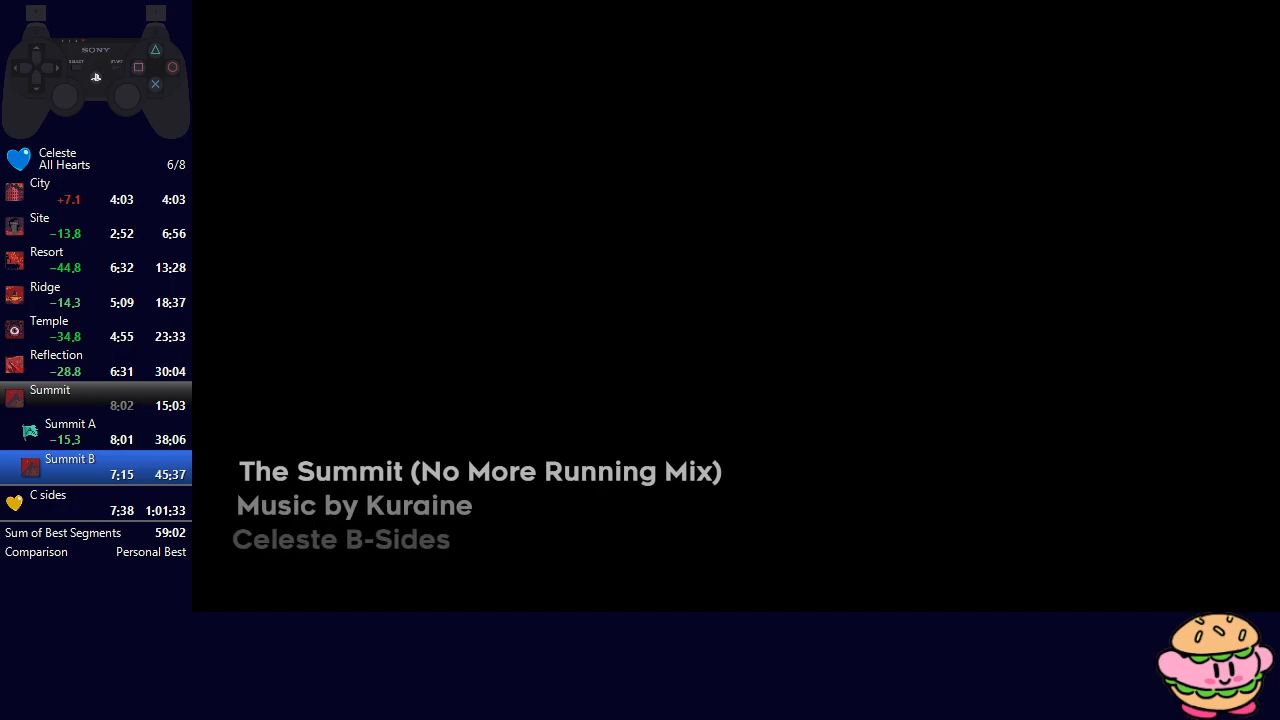 SONY
SELECT
START
Celeste
All Hearts 6/8
City
+7.1 4:03 4:03
Site
−13.8 2:52 6:56
Resort
−44.8 6:32 13:28
Ridge
−14.3 5:09 18:37
Temple
−34.8 4:55 23:33
Reflection
−28.8 6:31 30:04
Summit
8:02 15:03
Summit A
−15.3 8:01 38:06
Summit B
7:15 45:37
C sides
7:38 1:01:33
Sum of Best Segments 59:02
Comparison Personal Best
The Summit (No More Running Mix)
Music by Kuraine
Celeste B-Sides